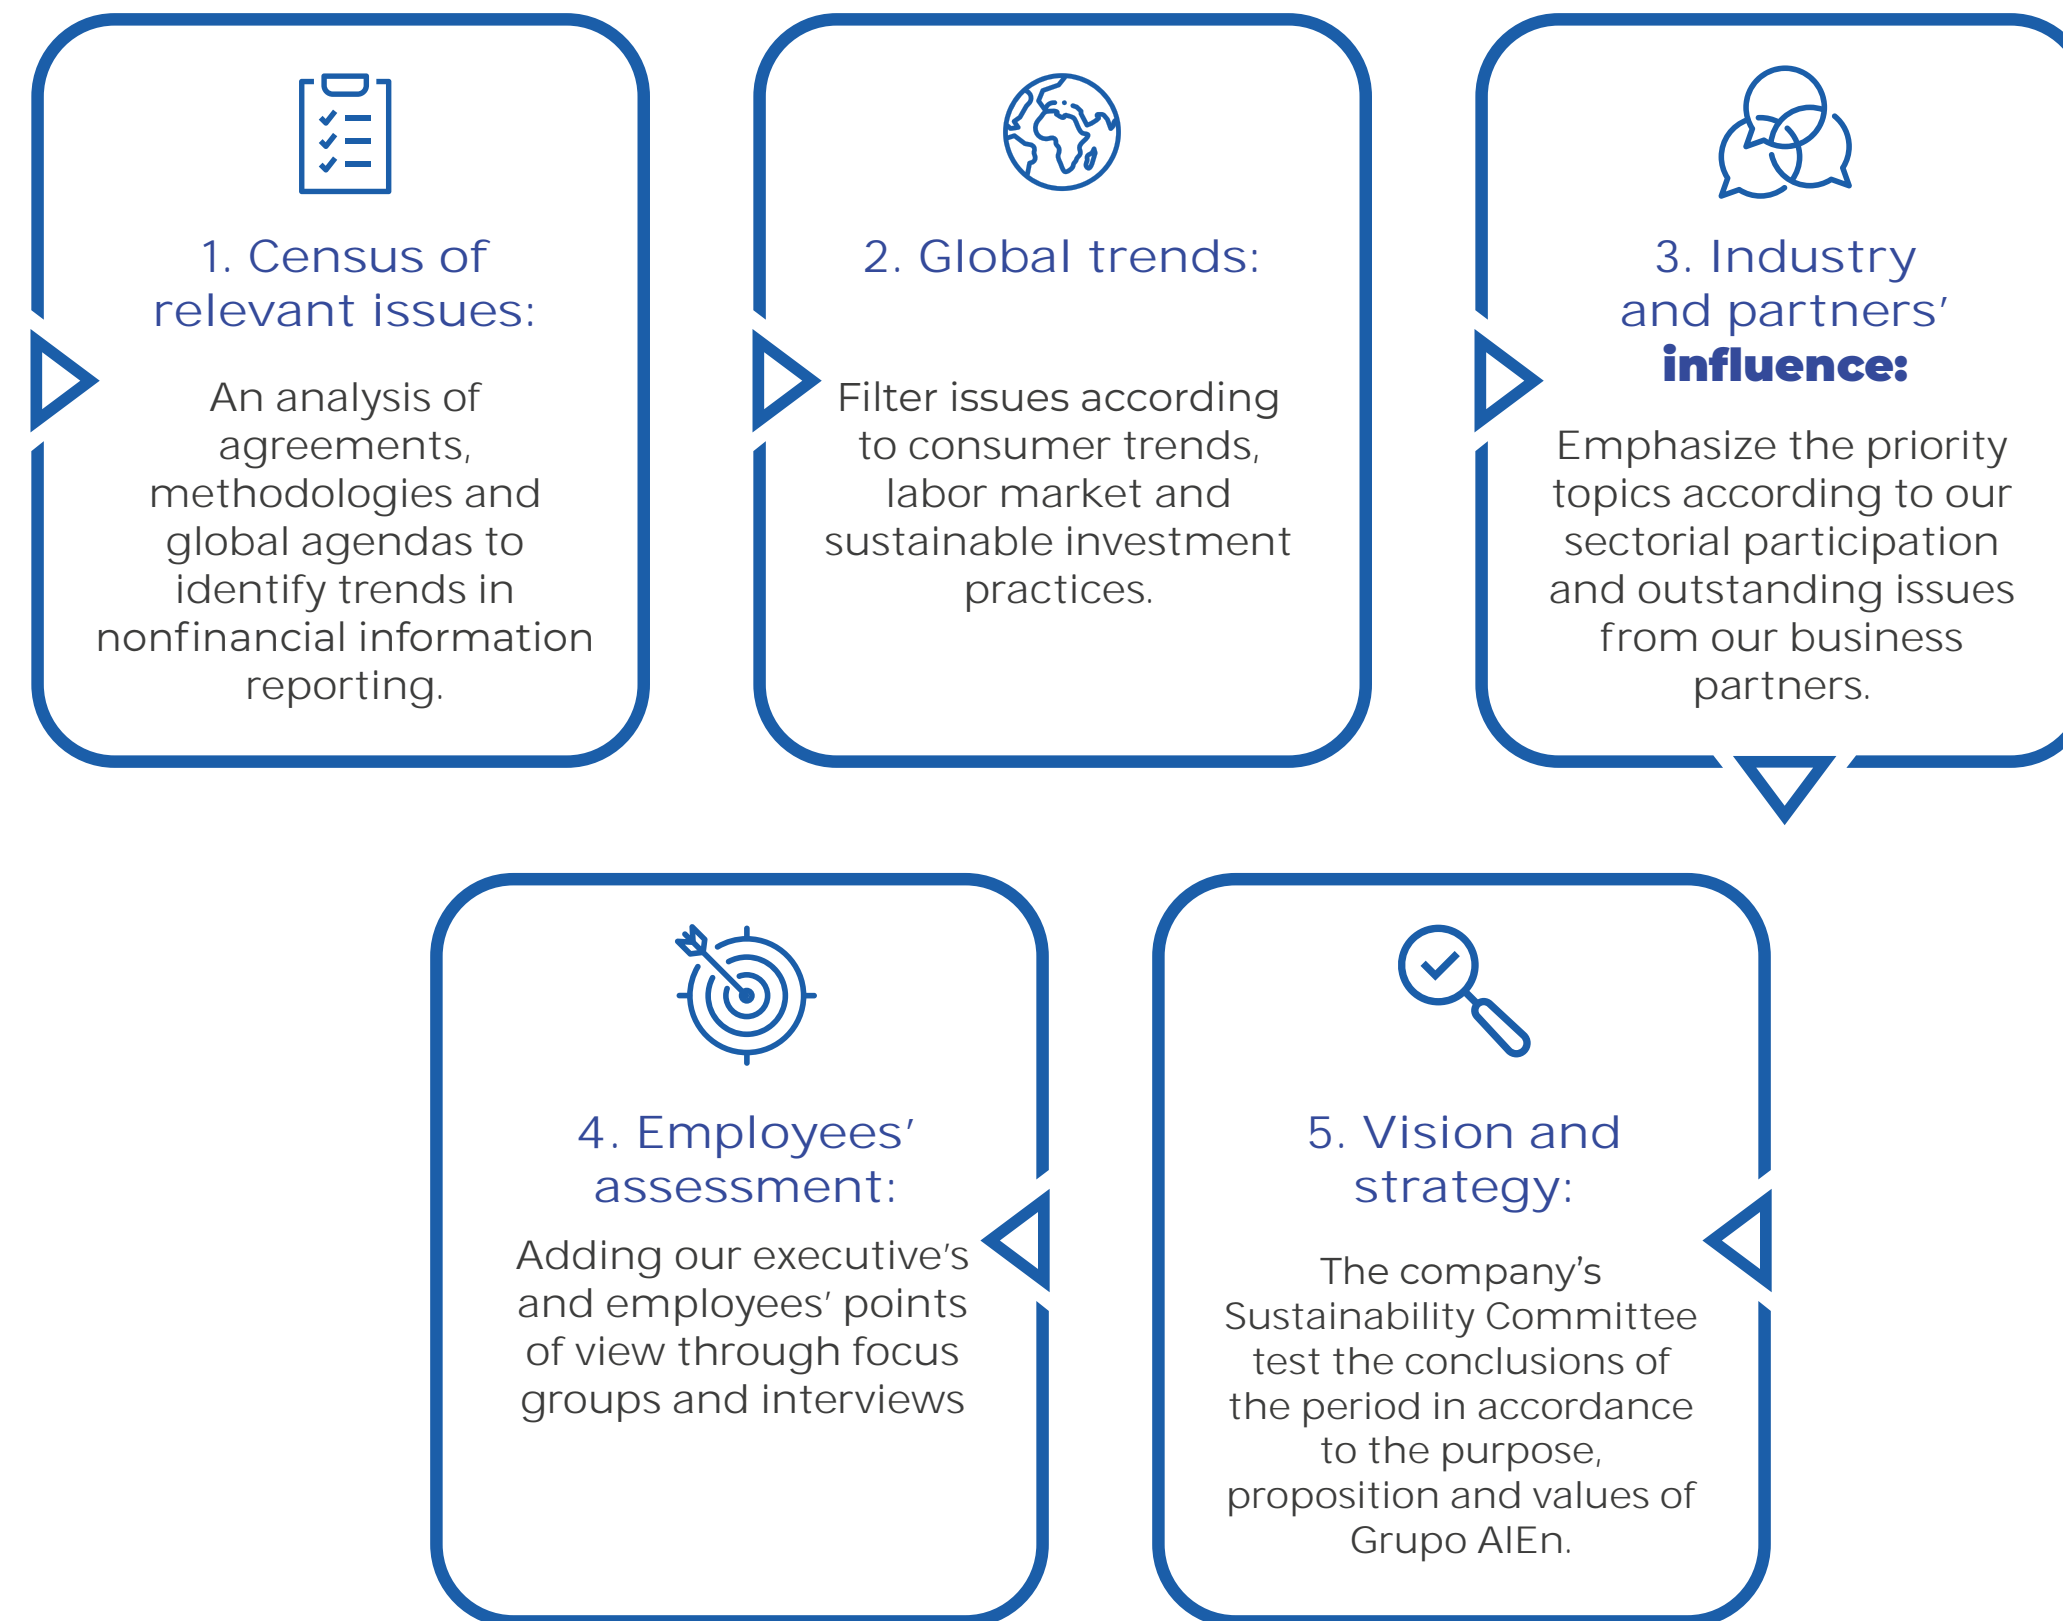 1. Census of
relevant issues:
An analysis of
agreements,
methodologies and
global agendas to
identify trends in
nonfinancial information
reporting.
2. Global trends:
Filter issues according
to consumer trends,
labor market and
sustainable investment
practices.
3. Industry
and partners’
influence:
Emphasize the priority
topics according to our
sectorial participation
and outstanding issues
from our business
partners.
4. Employees’
assessment:
Adding our executive’s
and employees’ points
of view through focus
groups and interviews
5. Vision and
strategy:
The company’s
Sustainability Committee
test the conclusions of
the period in accordance
to the purpose,
proposition and values of
Grupo AlEn.